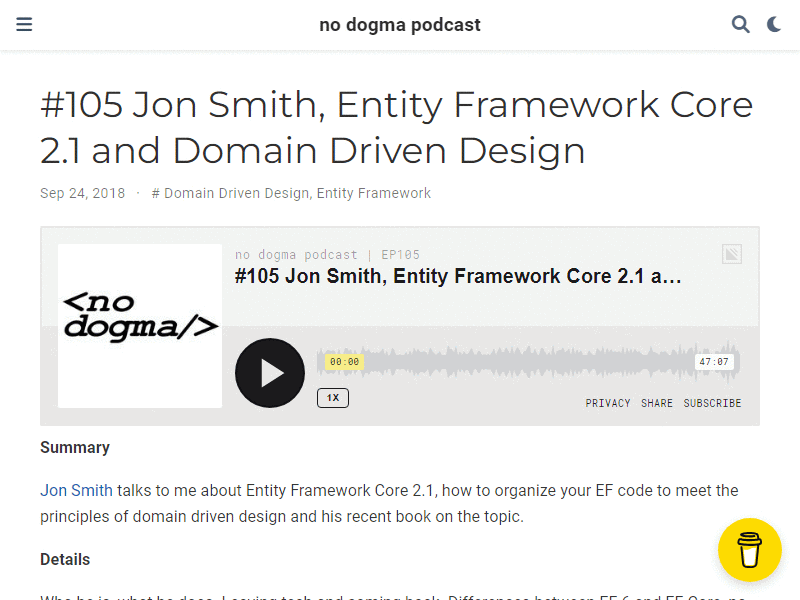 no dogma podcast
#105 Jon Smith, Entity Framework Core
2.1 and Domain Driven Design
Sep 24, 2018 · # Domain Driven Design, Entity Framework
no dogma podcast | EP105
#105 Jon Smith, Entity Framework Core 2.1 a...
<no
dogma/>
00:00
47:07
1X
PRIVACY SHARE SUBSCRIBE
Summary
Jon Smith talks to me about Entity Framework Core 2.1, how to organize your EF code to meet the
principles of domain driven design and his recent book on the topic.
Details